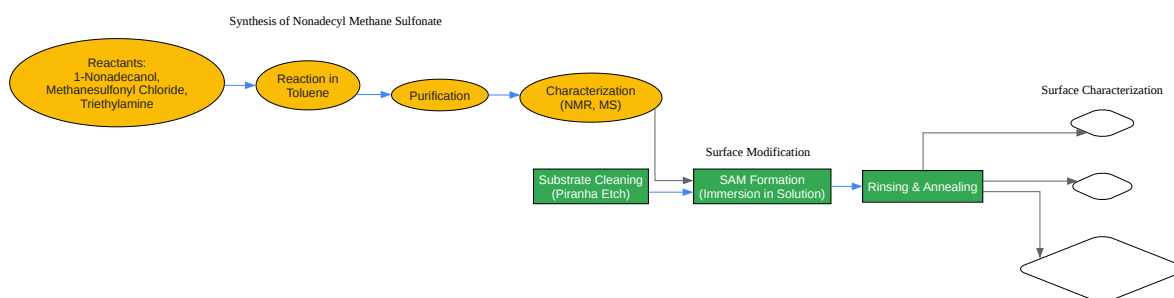 Synthesis of Nonadecyl Methane Sulfonate
Reactants:
1-Nonadecanol,
Methanesulfonyl Chloride,
Triethylamine
Reaction in
Toluene
Purification
Characterization
(NMR, MS)
Surface Characterization
Surface Modification
Substrate Cleaning
(Piranha Etch)
SAM Formation
(Immersion in Solution)
Rinsing & Annealing